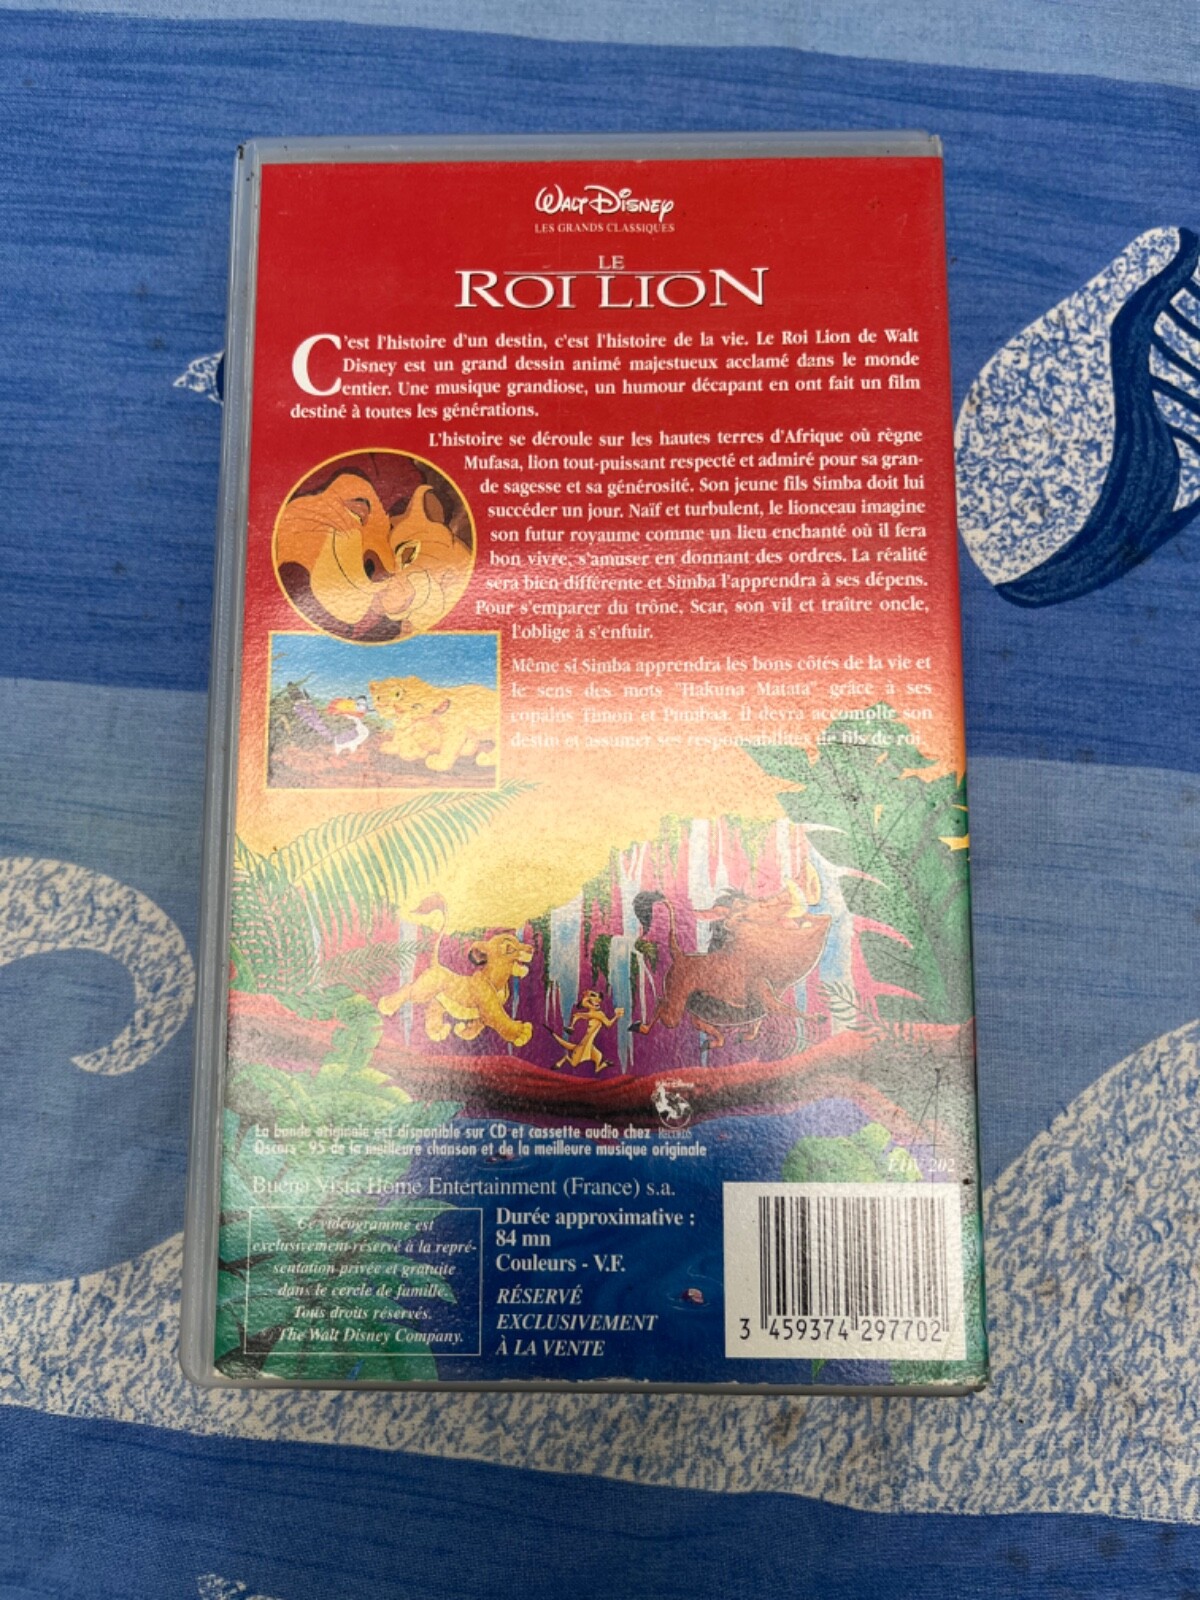 WALT DISNEY
LES GRANDS CLASSIQUES
LE
ROI LION
C'est l'histoire d'un destin, c'est l'histoire de la vie. Le Roi Lion de Walt
Disney est un grand dessin animé majestueux acclamé dans le monde
entier. Une musique grandiose, un humour décapant en ont fait un film
destiné à toutes les générations.
L'histoire se déroule sur les hautes terres d'Afrique où règne
Mufasa, lion tout-puissant respecté et admiré pour sa gran-
de sagesse et sa générosité. Son jeune fils Simba doit lui
succéder un jour. Naïf et turbulent, le lionceau imagine
son futur royaume comme un lieu enchanté où il fera
bon vivre, s'amuser en donnant des ordres. La réalité
sera bien différente et Simba l'apprendra à ses dépens.
Pour s'emparer du trône, Scar, son vil et traître oncle,
l'oblige à s'enfuir.
Même si Simba apprendra les bons côtés de la vie et
le sens des mots "Hakuna Matata" grâce à ses
copains Timon et Pumbaa, il devra accomplir son
destin et assumer ses responsabilités de fils de roi.
La bande originale est disponible sur CD et cassette audio chez WALT DISNEY RECORDS
Oscars 95 de la meilleure chanson et de la meilleure musique originale
Buena Vista Home Entertainment (France) s.a.
Ce vidéogramme est
exclusivement réservé à la repré-
sentation privée et gratuite
dans le cercle de famille.
Tous droits réservés.
The Walt Disney Company.
Durée approximative :
84 mn
Couleurs - V.F.
RÉSERVÉ
EXCLUSIVEMENT
À LA VENTE
3 459374 297702